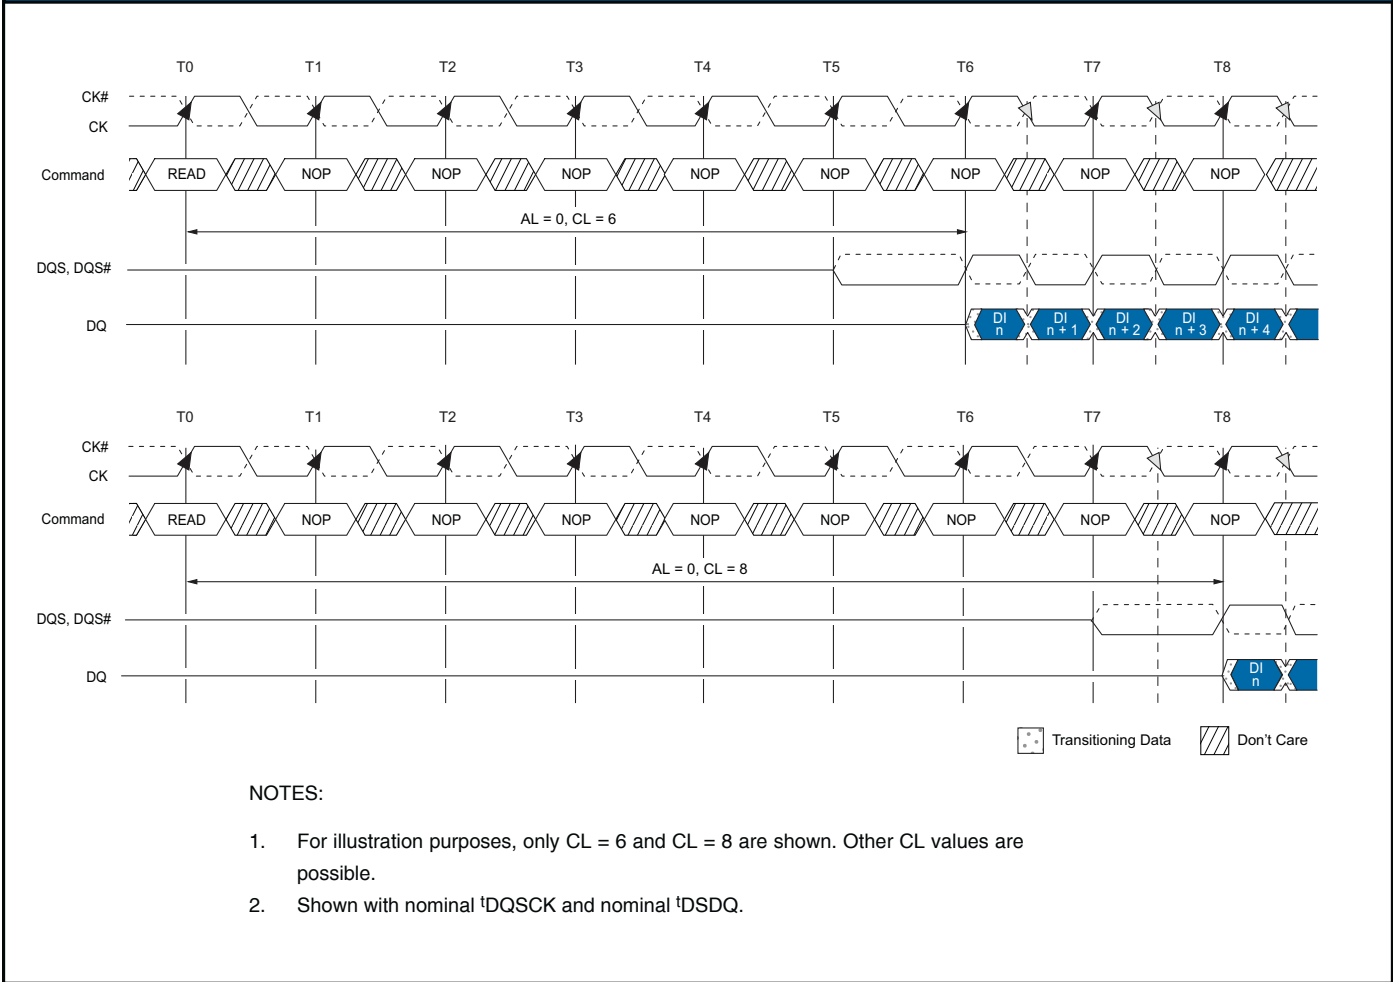 T0 T1 T2 T3 T4 T5 T6 T7 T8
CK#
CK
Command READ NOP NOP NOP NOP NOP NOP NOP NOP
AL = 0, CL = 6
DQS, DQS#
DQ DI n DI n + 1 DI n + 2 DI n + 3 DI n + 4
T0 T1 T2 T3 T4 T5 T6 T7 T8
CK#
CK
Command READ NOP NOP NOP NOP NOP NOP NOP NOP
AL = 0, CL = 8
DQS, DQS#
DQ DI n
Transitioning Data Don't Care
NOTES:
1. For illustration purposes, only CL = 6 and CL = 8 are shown. Other CL values are
possible.
2. Shown with nominal tDQSCK and nominal tDSDQ.